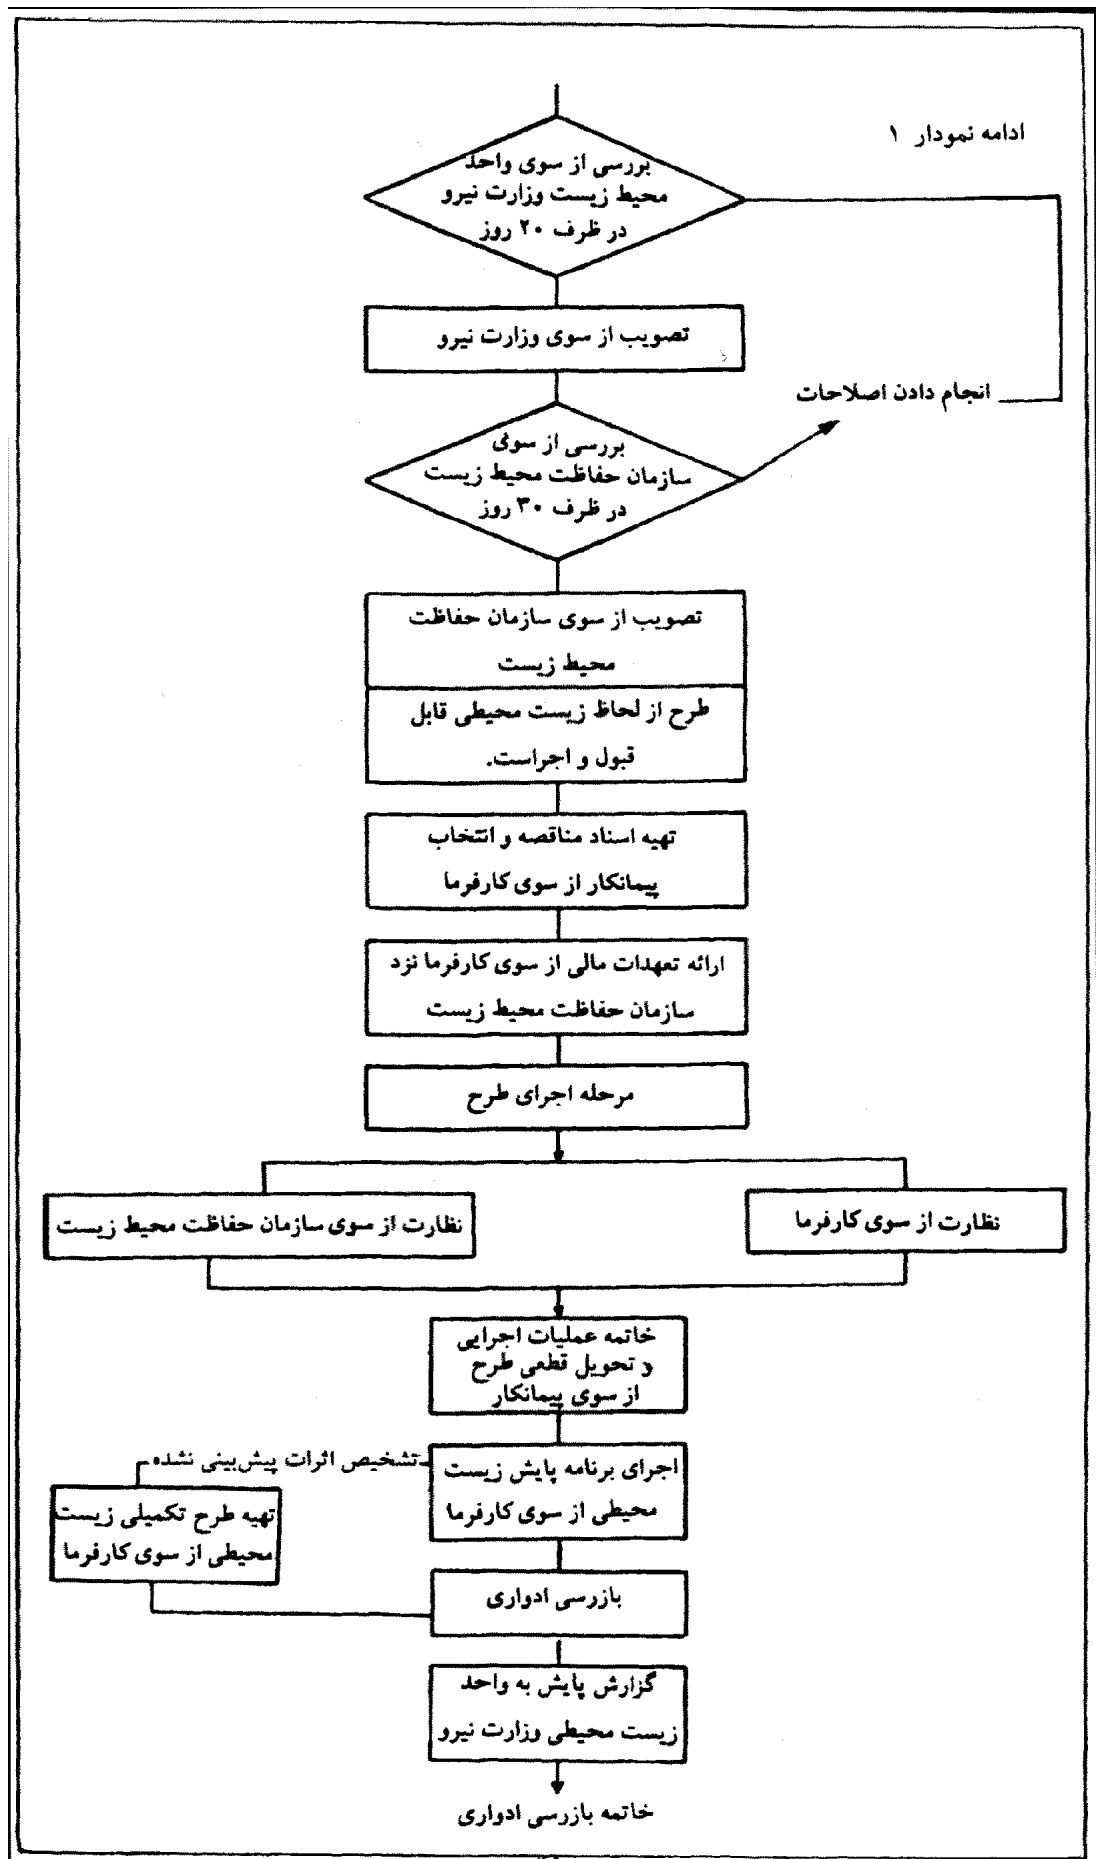 ادامه نمودار ۱
بررسی از سوی واحد
محیط زیست وزارت نیرو
در ظرف ۲۰ روز
تصویب از سوی وزارت نیرو
انجام دادن اصلاحات
بررسی از سوی
سازمان حفاظت محیط زیست
در ظرف ۳۰ روز
تصویب از سوی سازمان حفاظت
محیط زیست
طرح از لحاظ زیست محیطی قابل
قبول و اجراست.
تهیه اسناد مناقصه و انتخاب
پیمانکار از سوی کارفرما
ارائه تعهدات مالی از سوی کارفرما نزد
سازمان حفاظت محیط زیست
مرحله اجرای طرح
نظارت از سوی کارفرما
نظارت از سوی سازمان حفاظت محیط زیست
خاتمه عملیات اجرایی
و تحویل قطعی طرح
از سوی پیمانکار
اجرای برنامه پایش زیست
محیطی از سوی کارفرما
تشخیص اثرات پیش‌بینی نشده
تهیه طرح تکمیلی زیست
محیطی از سوی کارفرما
بازرسی ادواری
گزارش پایش به واحد
زیست محیطی وزارت نیرو
خاتمه بازرسی ادواری